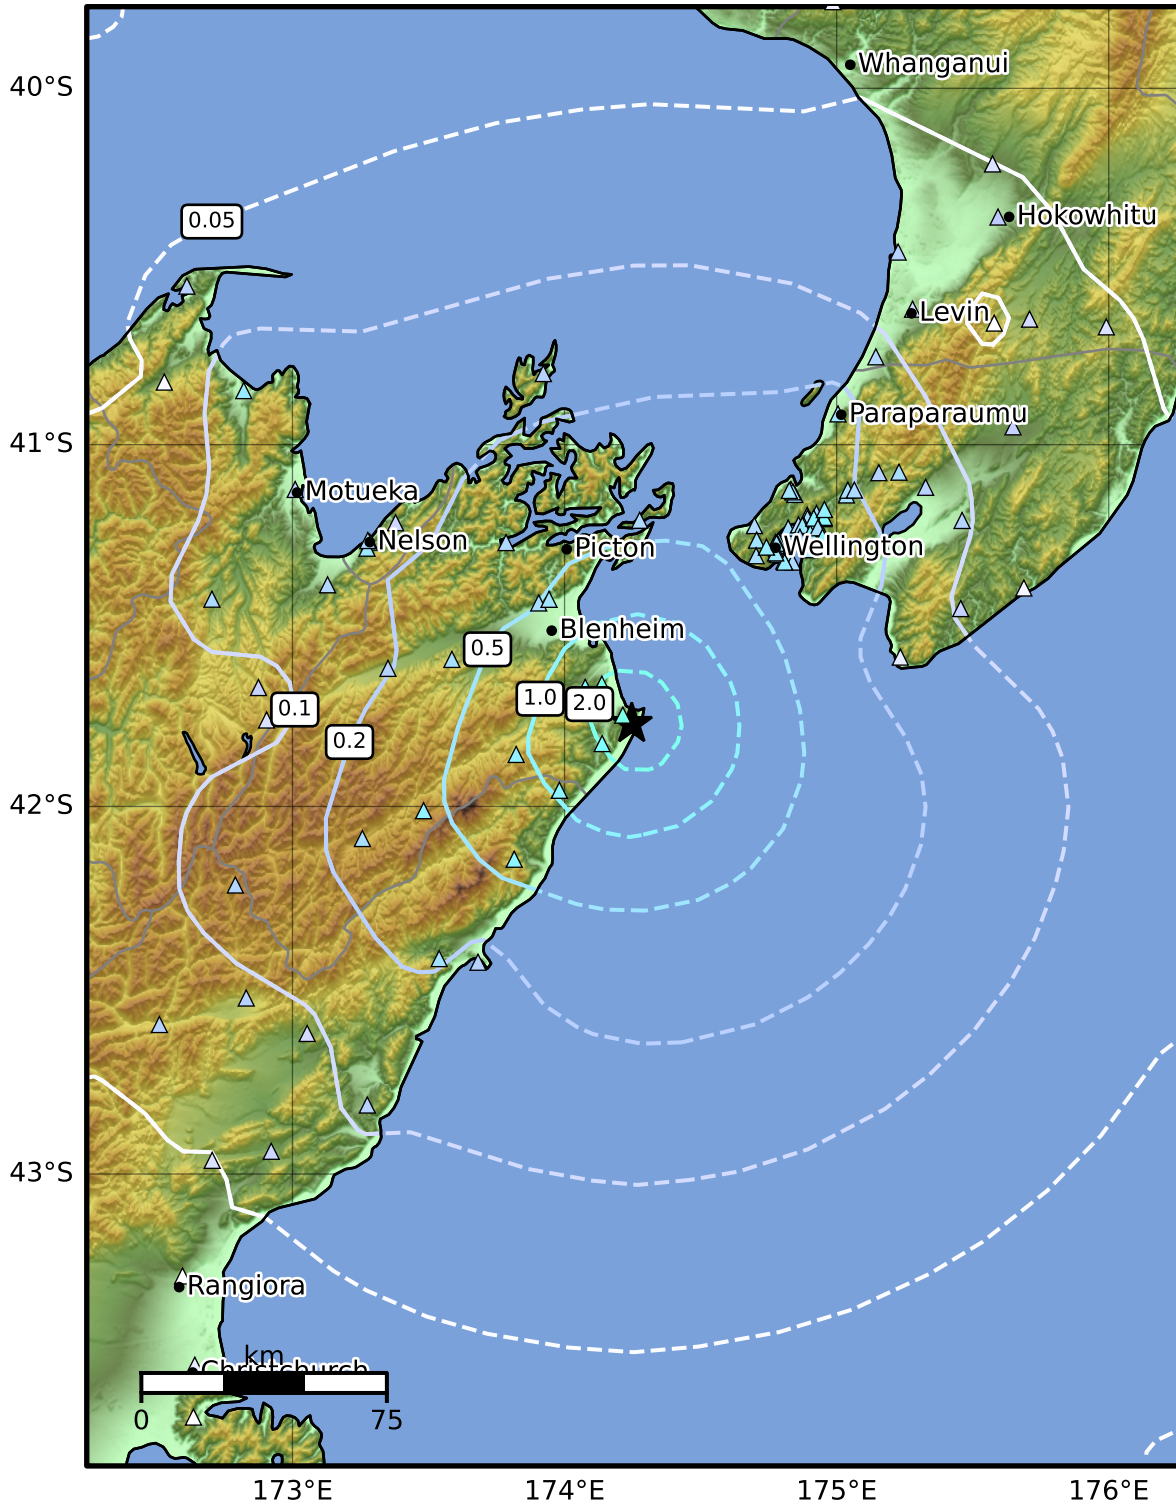 Whanganui
40°S
Hokowhitu
0.05
Levin
Paraparaumu
41°S
Motueka
Nelson
Picton
Wellington
Blenheim
0.5
1.0
2.0
0.1
0.2
42°S
43°S
Rangiora
km
Christchurch
0
75
173°E
174°E
175°E
176°E